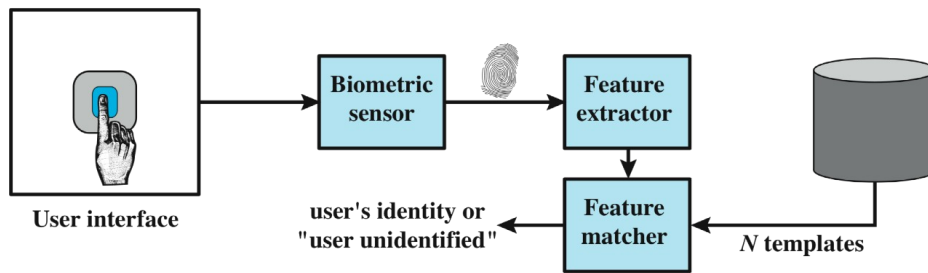 Biometric
sensor
Feature
extractor
User interface
user's identity or
"user unidentified"
Feature
matcher
N templates